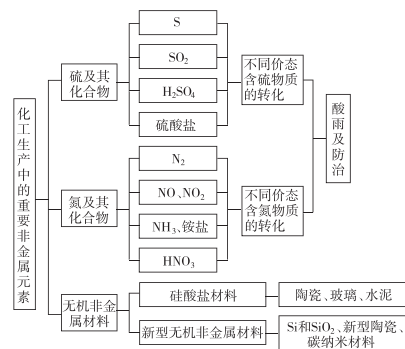 化工生产中的重要非金属元素
硫及其
化合物
S
SO₂
H₂SO₄
硫酸盐
不同价态
含硫物质
的转化
氮及其
化合物
N₂
NO、NO₂
NH₃、铵盐
HNO₃
不同价态
含氮物质
的转化
酸雨及防治
无机非金
属材料
硅酸盐材料
陶瓷、玻璃、水泥
新型无机非金属材料
Si和SiO₂、新型陶瓷、
碳纳米材料